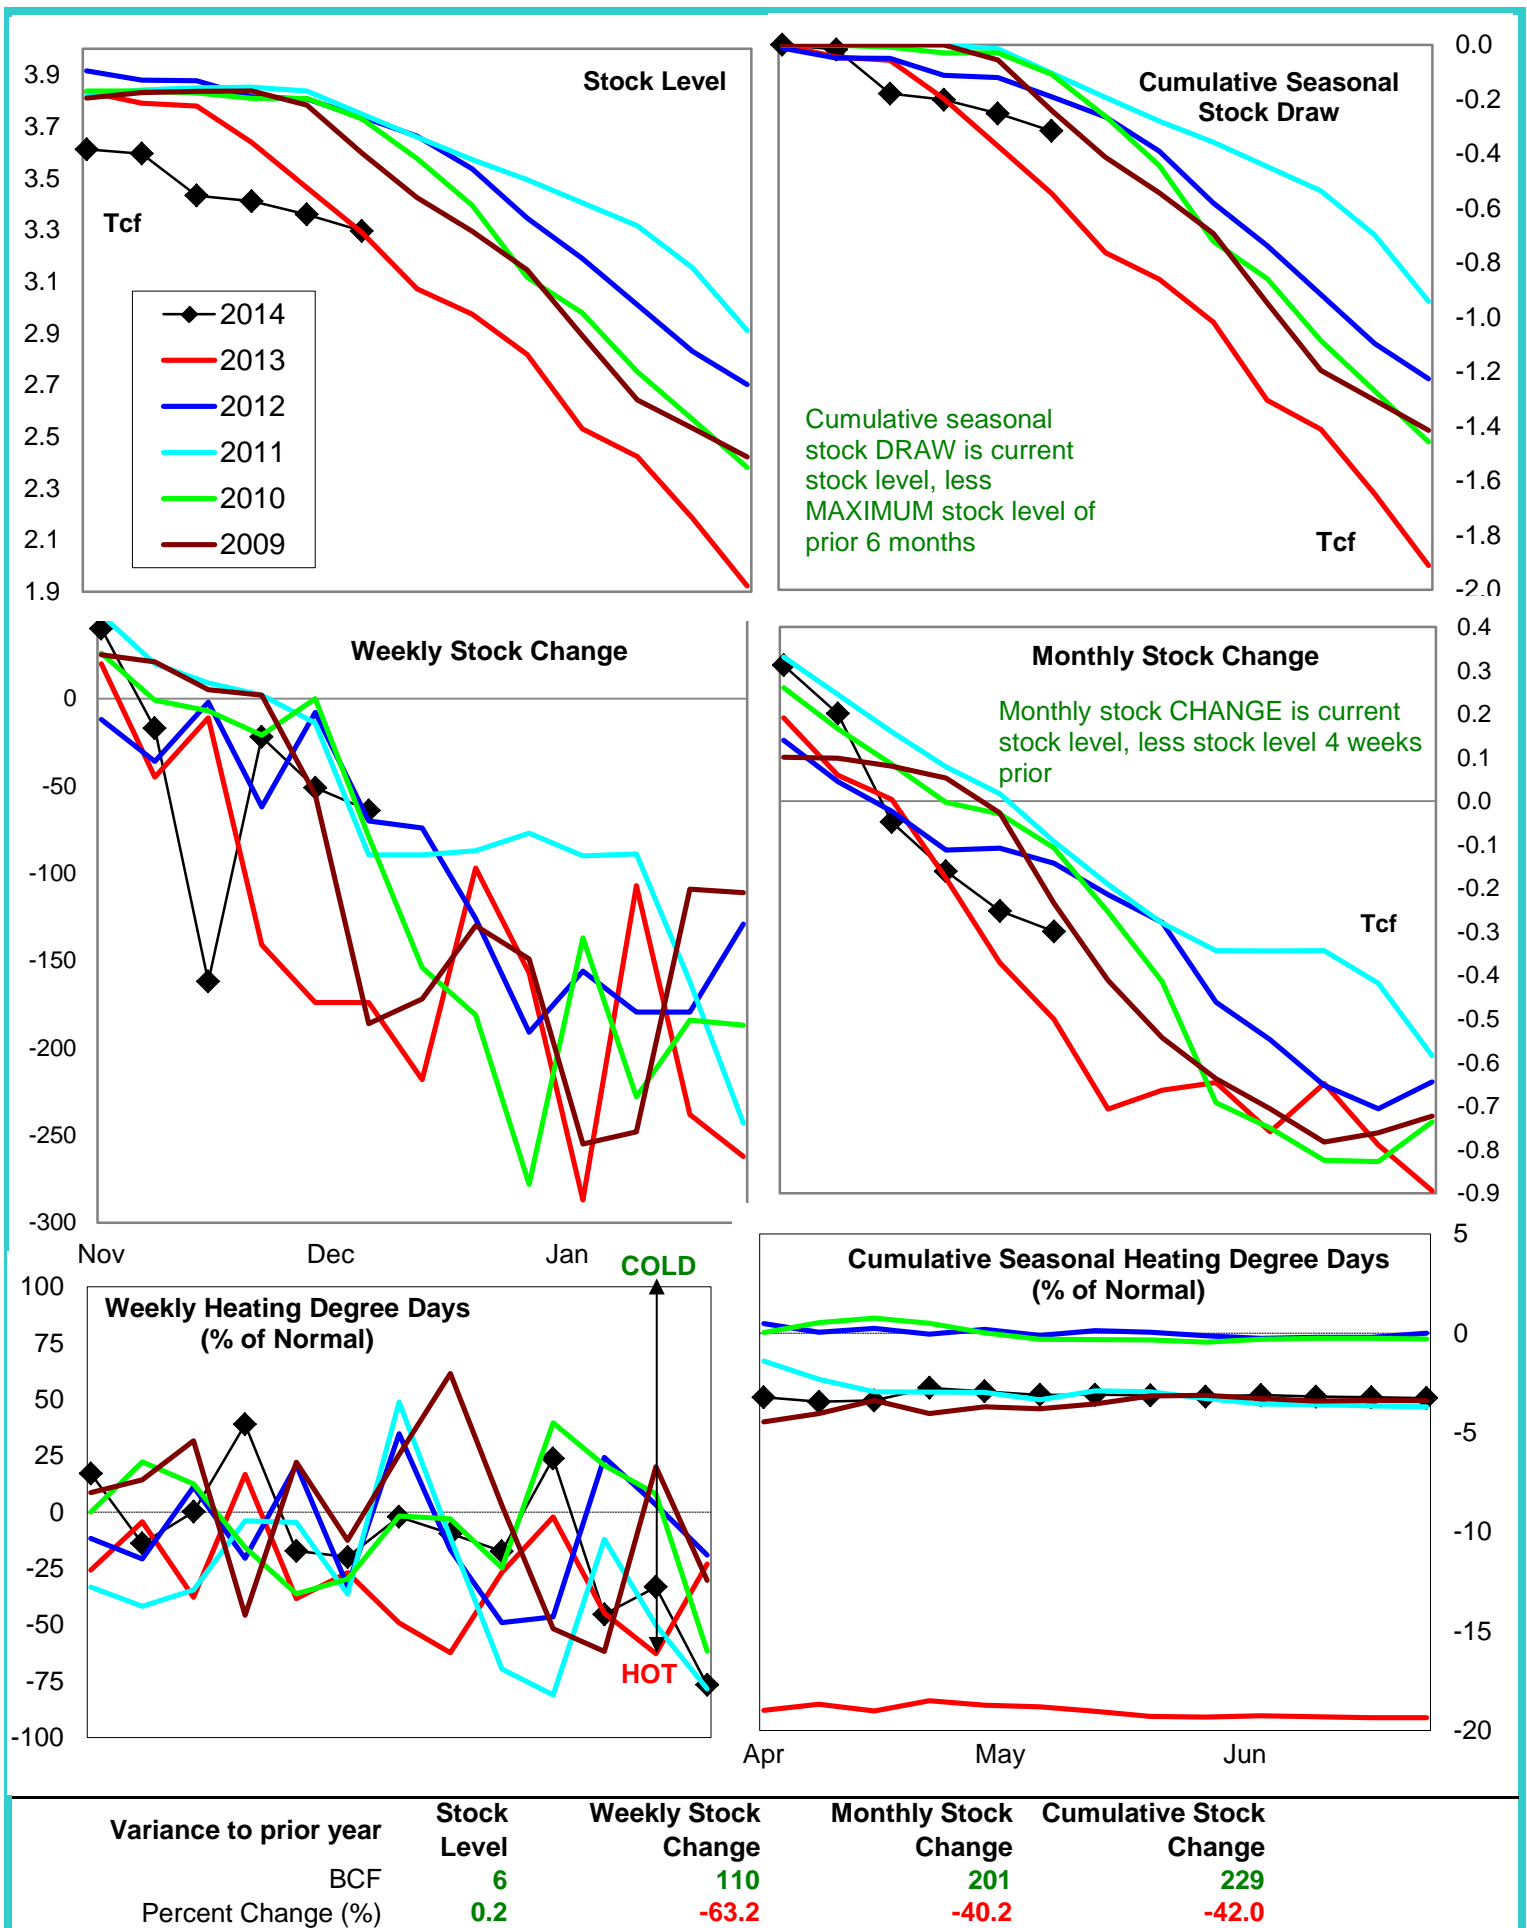 Stock Level
3.9
3.7
3.5
3.3
3.1
2.9
2.7
2.5
2.3
2.1
1.9
Tcf
2014
2013
2012
2011
2010
2009
Cumulative Seasonal
Stock Draw
0.0
-0.2
-0.4
-0.6
-0.8
-1.0
-1.2
-1.4
-1.6
-1.8
-2.0
Cumulative seasonal
stock DRAW is current
stock level, less
MAXIMUM stock level of
prior 6 months
Tcf
Weekly Stock Change
0
-50
-100
-150
-200
-250
-300
Nov Dec Jan
Monthly Stock Change
Monthly stock CHANGE is current
stock level, less stock level 4 weeks
prior
Tcf
0.4
0.3
0.2
0.1
0.0
-0.1
-0.2
-0.3
-0.4
-0.5
-0.6
-0.7
-0.8
-0.9
COLD
Weekly Heating Degree Days
(% of Normal)
100
75
50
25
0
-25
-50
-75
-100
HOT
Cumulative Seasonal Heating Degree Days
(% of Normal)
5
0
-5
-10
-15
-20
Apr May Jun
Variance to prior year Stock Level Weekly Stock Change Monthly Stock Change Cumulative Stock Change
BCF 6 110 201 229
Percent Change (%) 0.2 -63.2 -40.2 -42.0